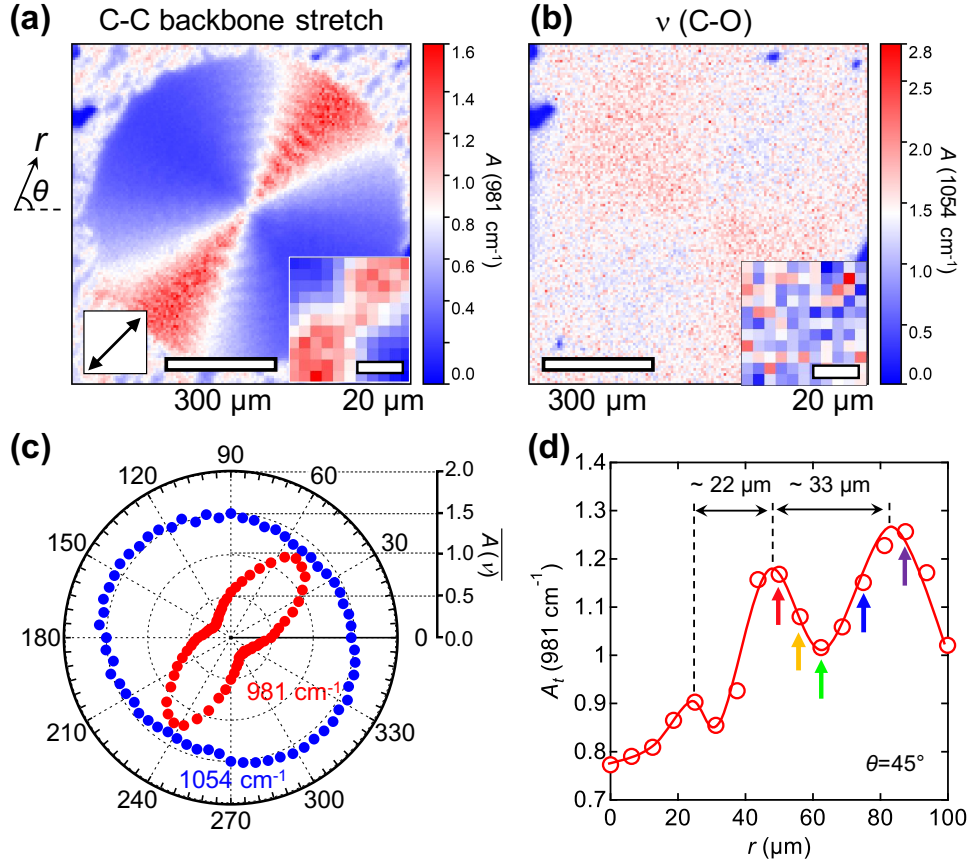 (a) C-C backbone stretch
1.6
1.4
1.2
1.0
0.8
0.6
0.4
0.2
0.0
A (981 cm⁻¹)
r
θ
300 µm
20 µm
(b) ν (C-O)
2.8
2.5
2.0
1.5
1.0
0.5
0.0
A (1054 cm⁻¹)
300 µm
20 µm
(c)
90
60
30
0
330
300
270
240
210
180
150
120
2.0
1.5
1.0
0.5
0.0
A (ν)
981 cm⁻¹
1054 cm⁻¹
(d)
1.4
1.3
1.2
1.1
1
0.9
0.8
0.7
Aₜ (981 cm⁻¹)
~ 22 µm
~ 33 µm
θ=45°
0
20
40
60
80
100
r (µm)